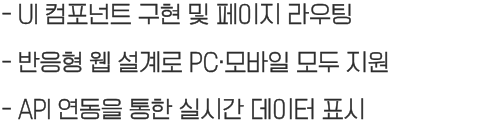 - UI 컴포넌트 구현 및 페이지 라우팅
- 반응형 웹 설계로 PC·모바일 모두 지원
- API 연동을 통한 실시간 데이터 표시